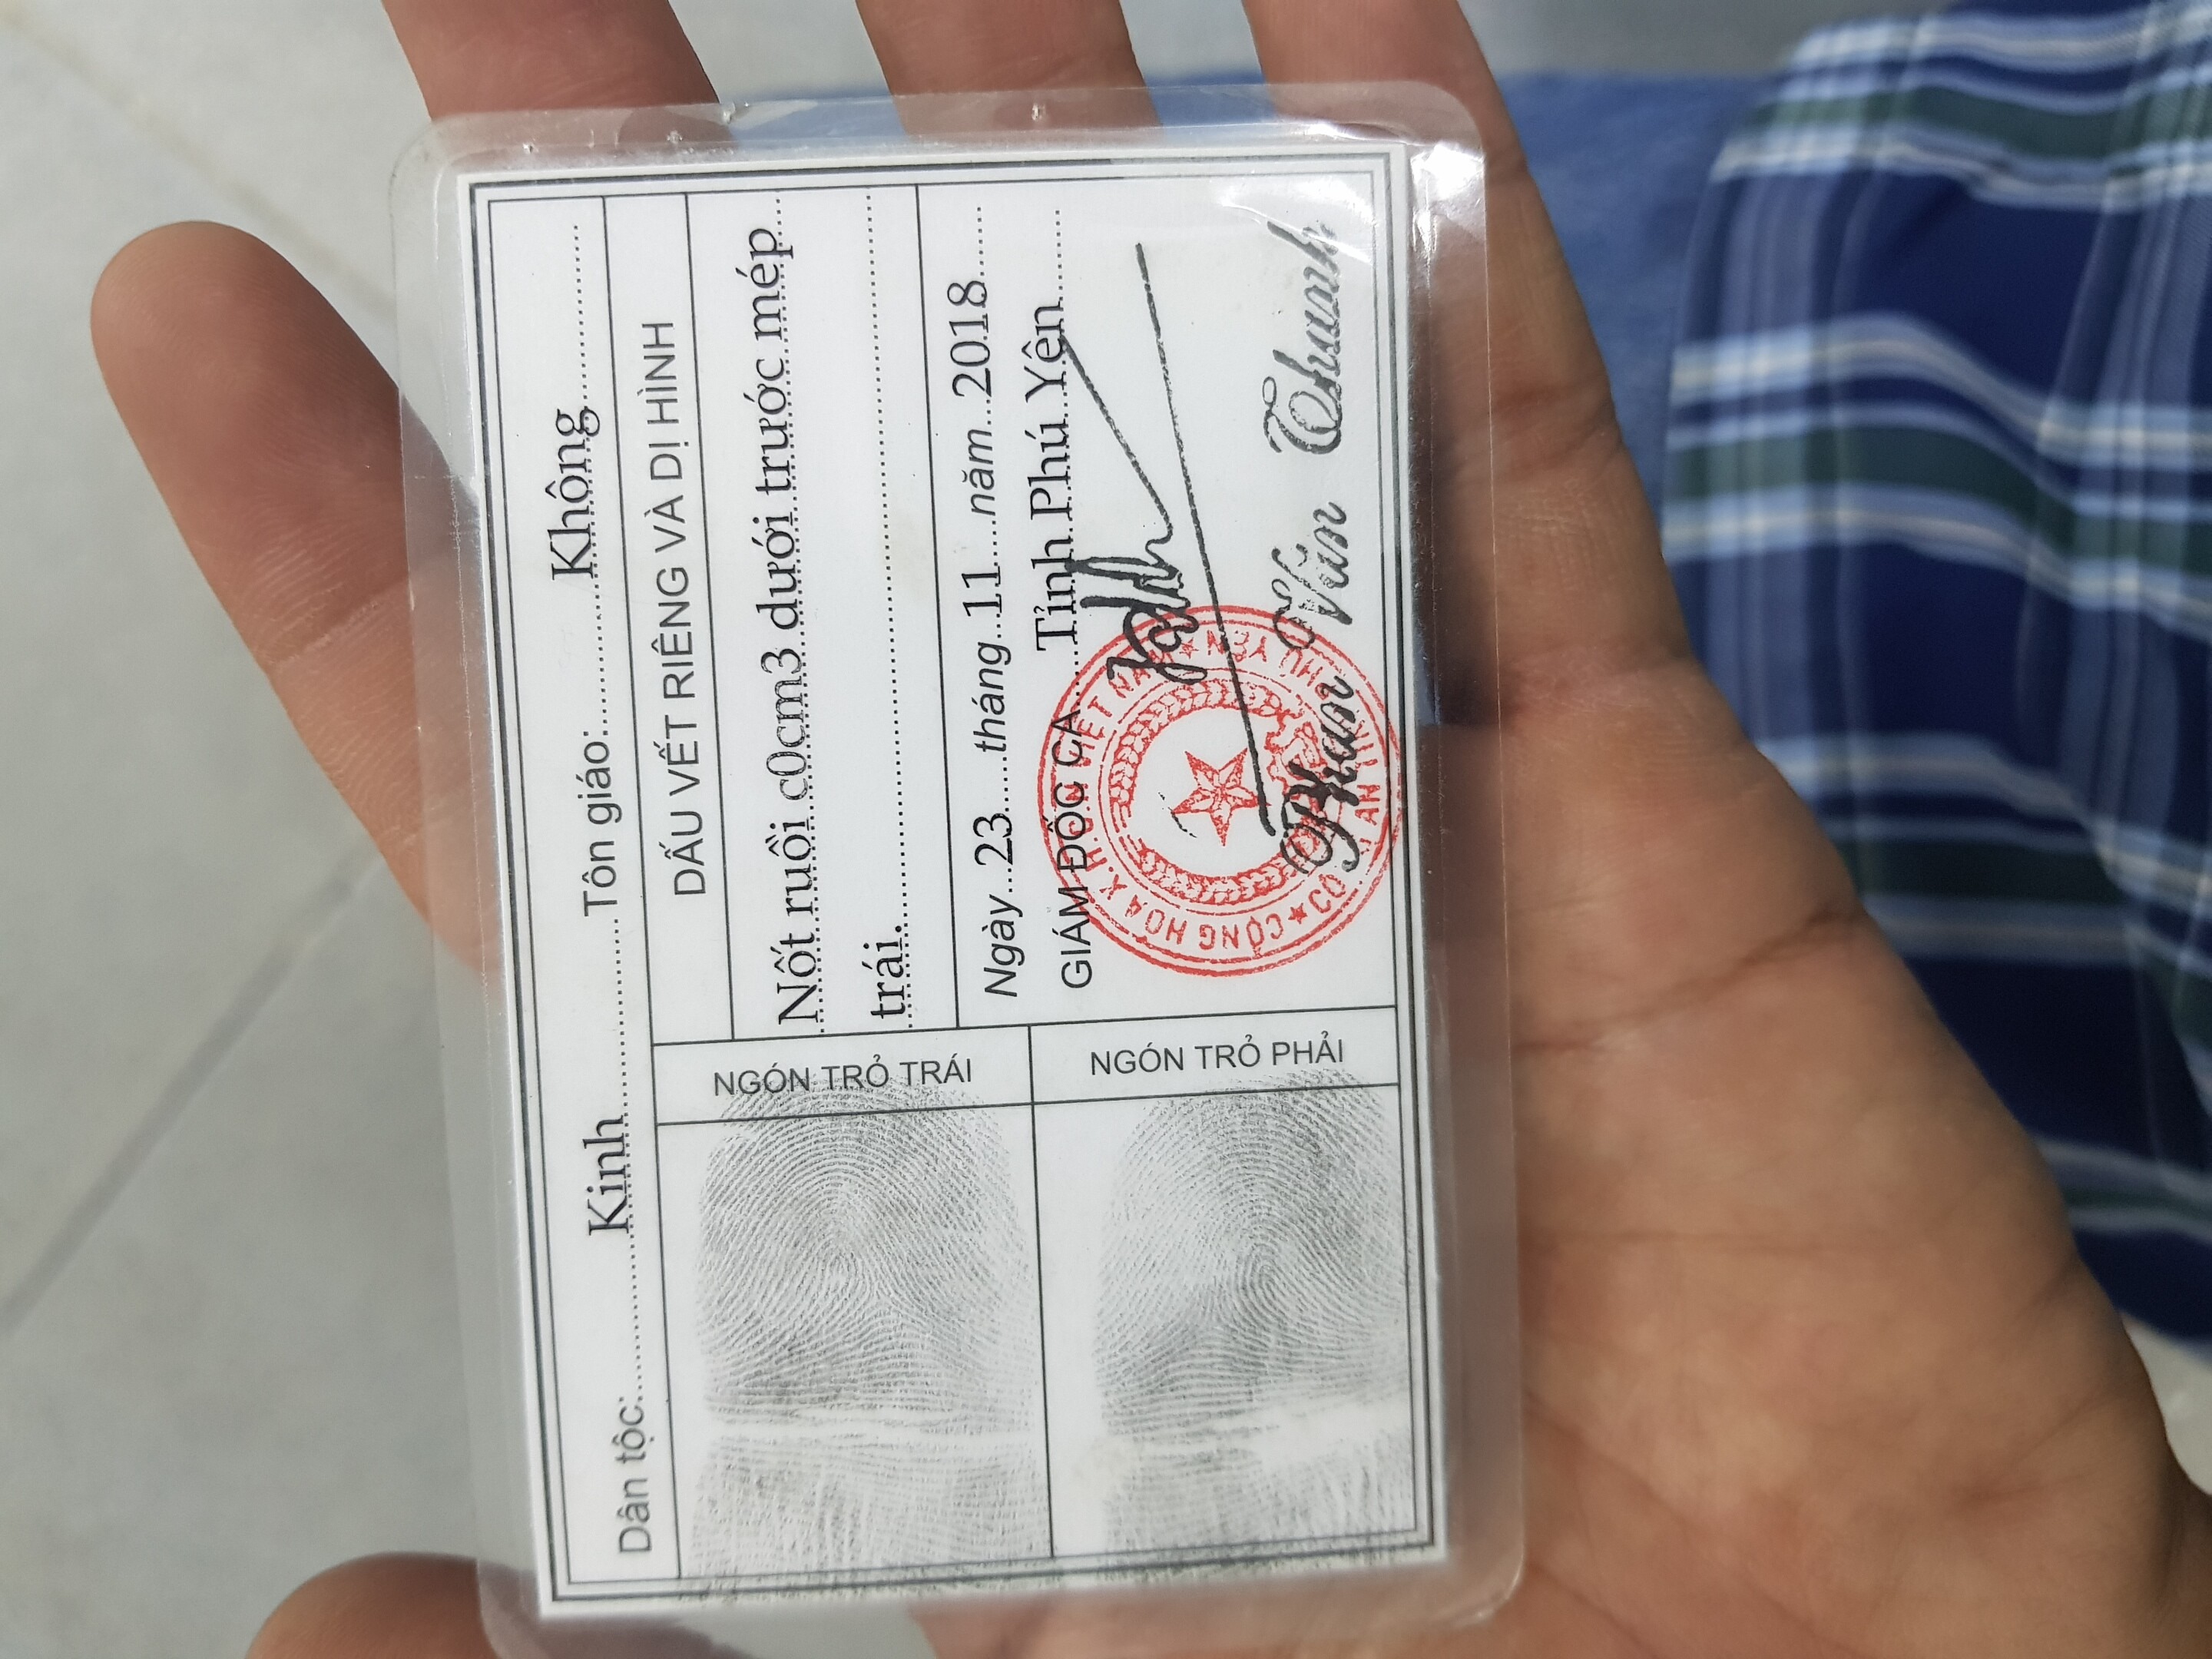 Dân tộc: Kinh Tôn giáo: Không
NGÓN TRỎ TRÁI
NGÓN TRỎ PHẢI
DẤU VẾT RIÊNG VÀ DỊ HÌNH
Nốt ruồi c0cm3 dưới trước mép
trái.
Ngày 23 tháng 11 năm 2018
GIÁM ĐỐC CA Tỉnh Phú Yên
Phan Văn Thanh